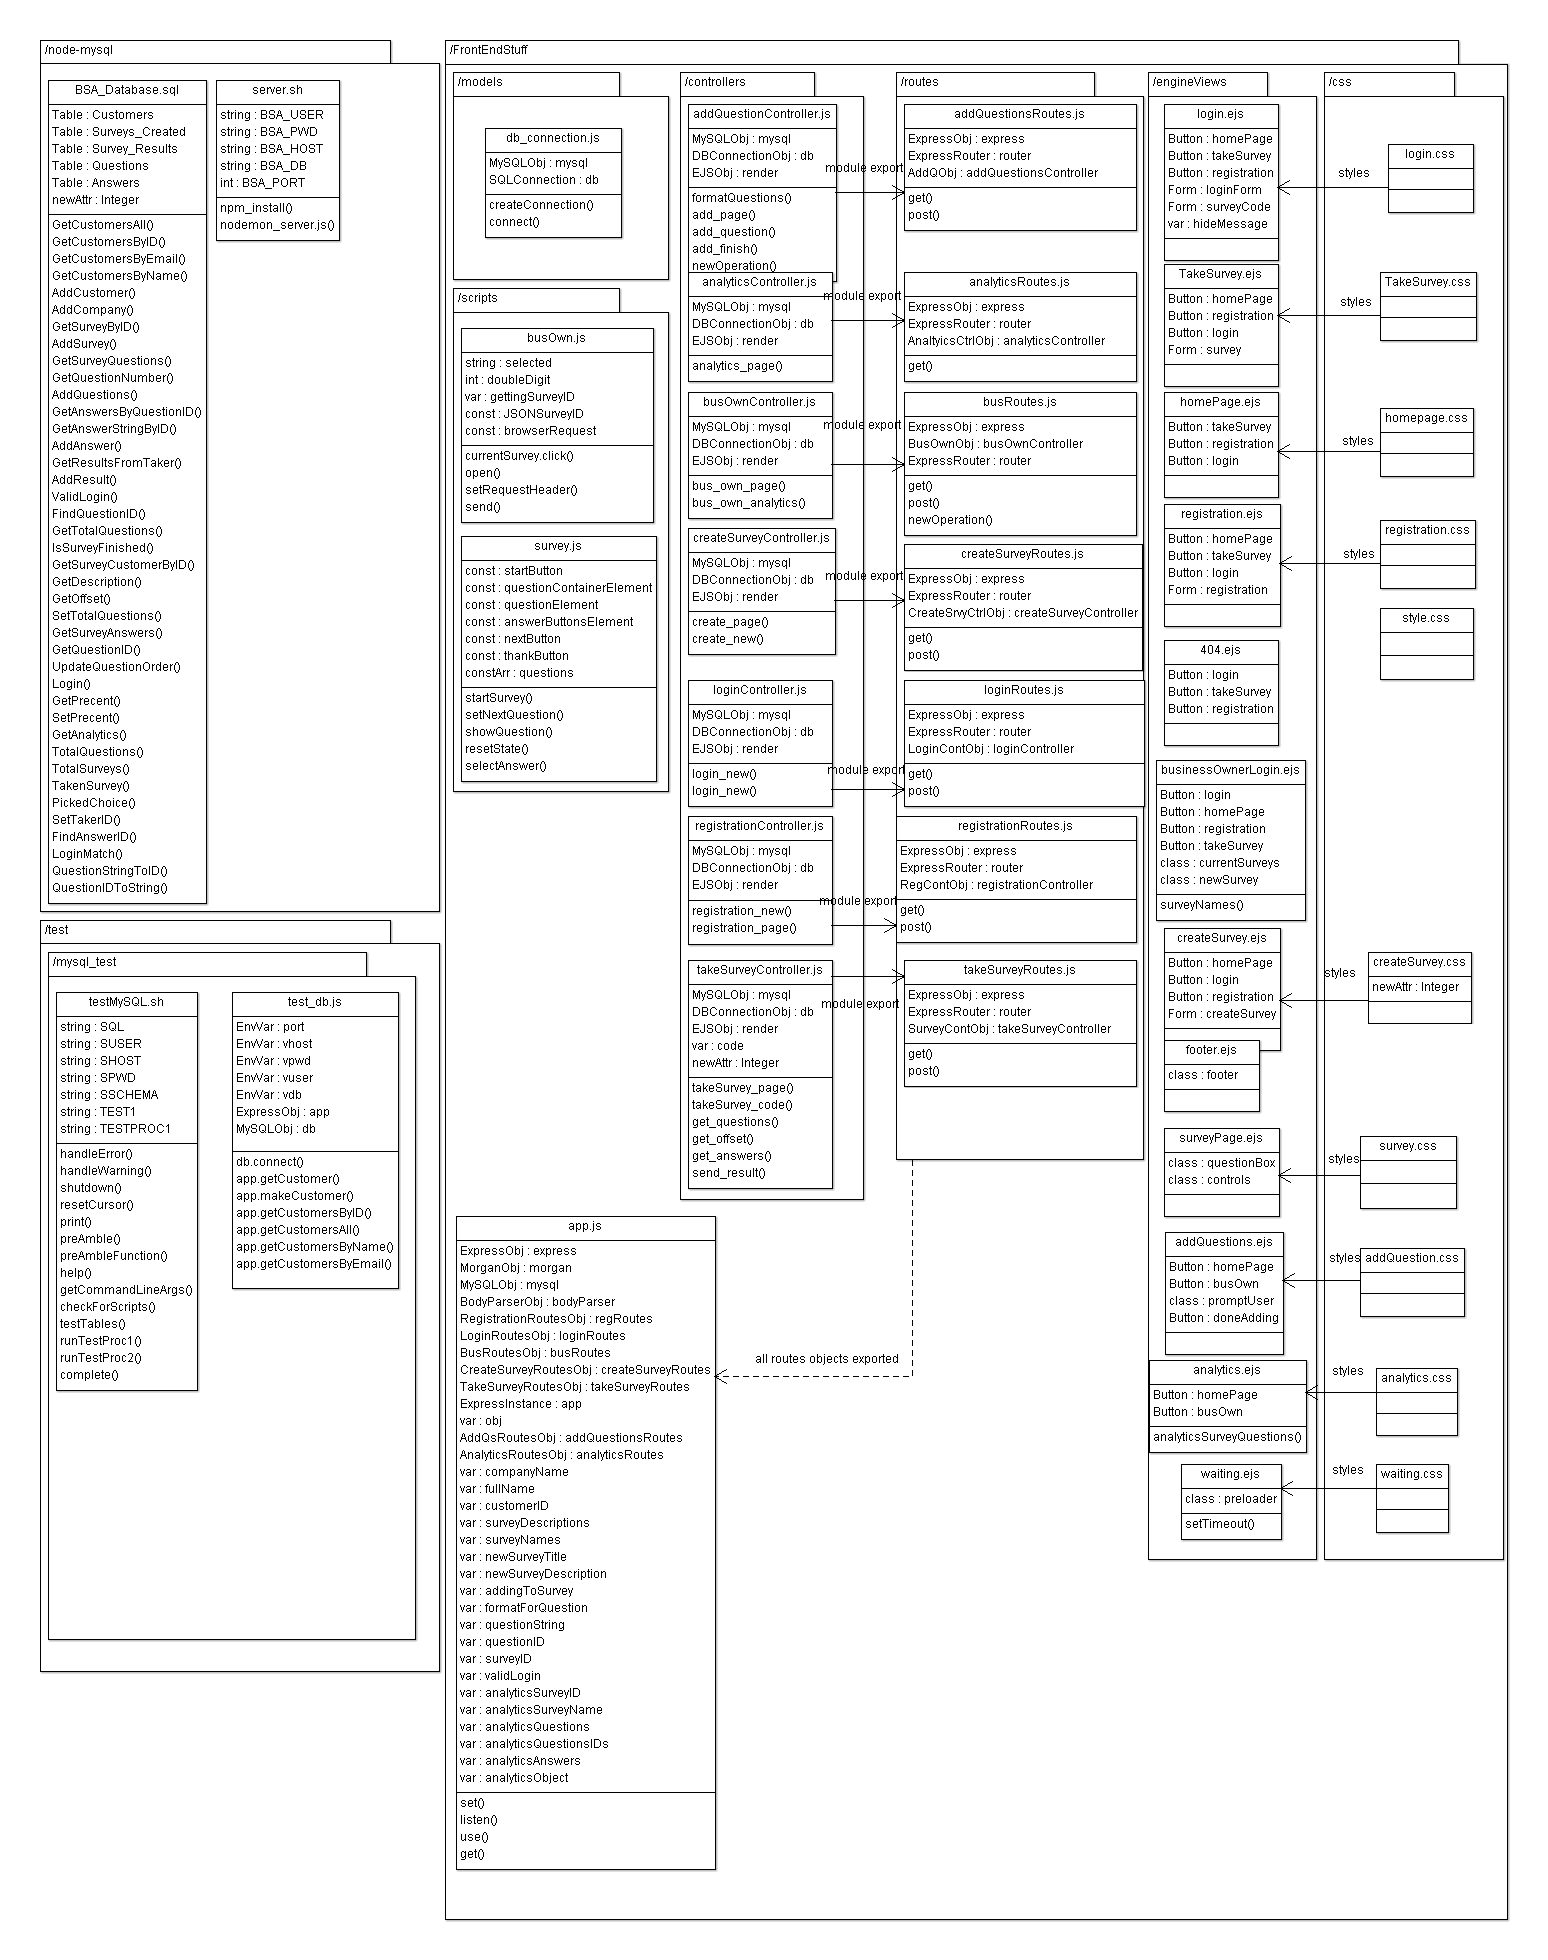 /node-mysql
BSA_Database.sql
Table : Customers
Table : Surveys_Created
Table : Survey_Results
Table : Questions
Table : Answers
newAttr : Integer
GetCustomersAll()
GetCustomersByID()
GetCustomersByEmail()
GetCustomersByName()
AddCustomer()
AddCompany()
GetSurveyByID()
AddSurvey()
GetSurveyQuestions()
GetQuestionNumber()
AddQuestions()
GetAnswersByQuestionID()
GetAnswerStringByID()
AddAnswer()
GetResultsFromTaker()
AddResult()
ValidLogin()
FindQuestionID()
GetTotalQuestions()
IsSurveyFinished()
GetSurveyCustomerByID()
GetDescription()
GetOffset()
SetTotalQuestions()
GetSurveyAnswers()
GetQuestionID()
UpdateQuestionOrder()
Login()
GetPrecent()
SetPrecent()
GetAnalytics()
TotalQuestions()
TotalSurveys()
TakenSurvey()
PickedChoice()
SetTakerID()
FindAnswerID()
LoginMatch()
QuestionStringToID()
QuestionIDToString()
server.sh
string : BSA_USER
string : BSA_PWD
string : BSA_HOST
string : BSA_DB
int : BSA_PORT
npm_install()
nodemon_server.js()
/test
/mysql_test
testMySQL.sh
string : SQL
string : SUSER
string : SHOST
string : SPWD
string : SSCHEMA
string : TEST1
string : TESTPROC1
handleError()
handleWarning()
shutdown()
resetCursor()
print()
preAmble()
preAmbleFunction()
help()
getCommandLineArgs()
checkForScripts()
testTables()
runTestProc1()
runTestProc2()
complete()
test_db.js
EnvVar : port
EnvVar : vhost
EnvVar : vpwd
EnvVar : vuser
EnvVar : vdb
ExpressObj : app
MySQLObj : db
db.connect()
app.getCustomer()
app.makeCustomer()
app.getCustomersByID()
app.getCustomersAll()
app.getCustomersByName()
app.getCustomersByEmail()
/FrontEndStuff
/models
db_connection.js
MySQLObj : mysql
SQLConnection : db
createConnection()
connect()
/scripts
busOwn.js
string : selected
int : doubleDigit
var : gettingSurveyID
const : JSONSurveyID
const : browserRequest
currentSurvey.click()
open()
setRequestHeader()
send()
survey.js
const : startButton
const : questionContainerElement
const : questionElement
const : answerButtonsElement
const : nextButton
const : thankButton
constArr : questions
startSurvey()
setNextQuestion()
showQuestion()
resetState()
selectAnswer()
/controllers
addQuestionController.js
MySQLObj : mysql
DBConnectionObj : db
EJSObj : render
formatQuestions()
add_page()
add_question()
add_finish()
newOperation()
analyticsController.js
MySQLObj : mysql
DBConnectionObj : db
EJSObj : render
analytics_page()
busOwnController.js
MySQLObj : mysql
DBConnectionObj : db
EJSObj : render
bus_own_page()
bus_own_analytics()
createSurveyController.js
MySQLObj : mysql
DBConnectionObj : db
EJSObj : render
create_page()
create_new()
loginController.js
MySQLObj : mysql
DBConnectionObj : db
EJSObj : render
login_new()
login_new()
registrationController.js
MySQLObj : mysql
DBConnectionObj : db
EJSObj : render
registration_new()
registration_page()
takeSurveyController.js
MySQLObj : mysql
DBConnectionObj : db
EJSObj : render
var : code
newAttr : Integer
takeSurvey_page()
takeSurvey_code()
get_questions()
get_offset()
get_answers()
send_result()
module export
module export
module export
module export
module export
module export
module export
/routes
addQuestionsRoutes.js
ExpressObj : express
ExpressRouter : router
AddQObj : addQuestionsController
get()
post()
analyticsRoutes.js
ExpressObj : express
ExpressRouter : router
AnaltyicsCtrlObj : analyticsController
get()
busRoutes.js
ExpressObj : express
BusOwnObj : busOwnController
ExpressRouter : router
get()
post()
newOperation()
createSurveyRoutes.js
ExpressObj : express
ExpressRouter : router
CreateSrvyCtrlObj : createSurveyController
get()
post()
loginRoutes.js
ExpressObj : express
ExpressRouter : router
LoginContObj : loginController
get()
post()
registrationRoutes.js
ExpressObj : express
ExpressRouter : router
RegContObj : registrationController
get()
post()
takeSurveyRoutes.js
ExpressObj : express
ExpressRouter : router
SurveyContObj : takeSurveyController
get()
post()
all routes objects exported
app.js
ExpressObj : express
MorganObj : morgan
MySQLObj : mysql
BodyParserObj : bodyParser
RegistrationRoutesObj : regRoutes
LoginRoutesObj : loginRoutes
BusRoutesObj : busRoutes
CreateSurveyRoutesObj : createSurveyRoutes
TakeSurveyRoutesObj : takeSurveyRoutes
ExpressInstance : app
var : obj
AddQsRoutesObj : addQuestionsRoutes
AnalyticsRoutesObj : analyticsRoutes
var : companyName
var : fullName
var : customerID
var : surveyDescriptions
var : surveyNames
var : newSurveyTitle
var : newSurveyDescription
var : addingToSurvey
var : formatForQuestion
var : questionString
var : questionID
var : surveyID
var : validLogin
var : analyticsSurveyID
var : analyticsSurveyName
var : analyticsQuestions
var : analyticsQuestionsIDs
var : analyticsAnswers
var : analyticsObject
set()
listen()
use()
get()
/engineViews
login.ejs
Button : homePage
Button : takeSurvey
Button : registration
Form : loginForm
Form : surveyCode
var : hideMessage
TakeSurvey.ejs
Button : homePage
Button : registration
Button : login
Form : survey
homePage.ejs
Button : takeSurvey
Button : registration
Button : login
registration.ejs
Button : homePage
Button : takeSurvey
Button : login
Form : registration
404.ejs
Button : login
Button : takeSurvey
Button : registration
businessOwnerLogin.ejs
Button : login
Button : homePage
Button : registration
Button : takeSurvey
class : currentSurveys
class : newSurvey
surveyNames()
createSurvey.ejs
Button : homePage
Button : login
Button : registration
Form : createSurvey
footer.ejs
class : footer
surveyPage.ejs
class : questionBox
class : controls
addQuestions.ejs
Button : homePage
Button : busOwn
class : promptUser
Button : doneAdding
analytics.ejs
Button : homePage
Button : busOwn
analyticsSurveyQuestions()
waiting.ejs
class : preloader
setTimeout()
/css
styles
login.css
styles
TakeSurvey.css
styles
homepage.css
styles
registration.css
style.css
styles
createSurvey.css
newAttr : Integer
styles
survey.css
styles
addQuestion.css
styles
analytics.css
styles
waiting.css